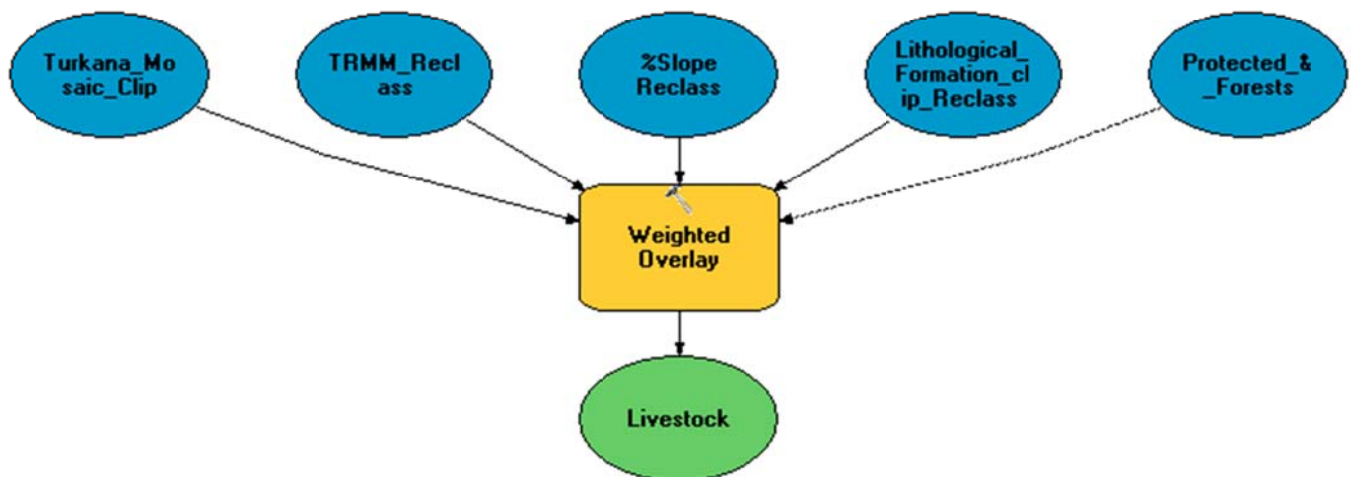 Turkana_Mo
saic_Clip
TRMM_Recl
ass
%Slope
Reclass
Lithological_
Formation_cl
ip_Reclass
Protected_&
_Forests
Weighted
Overlay
Livestock